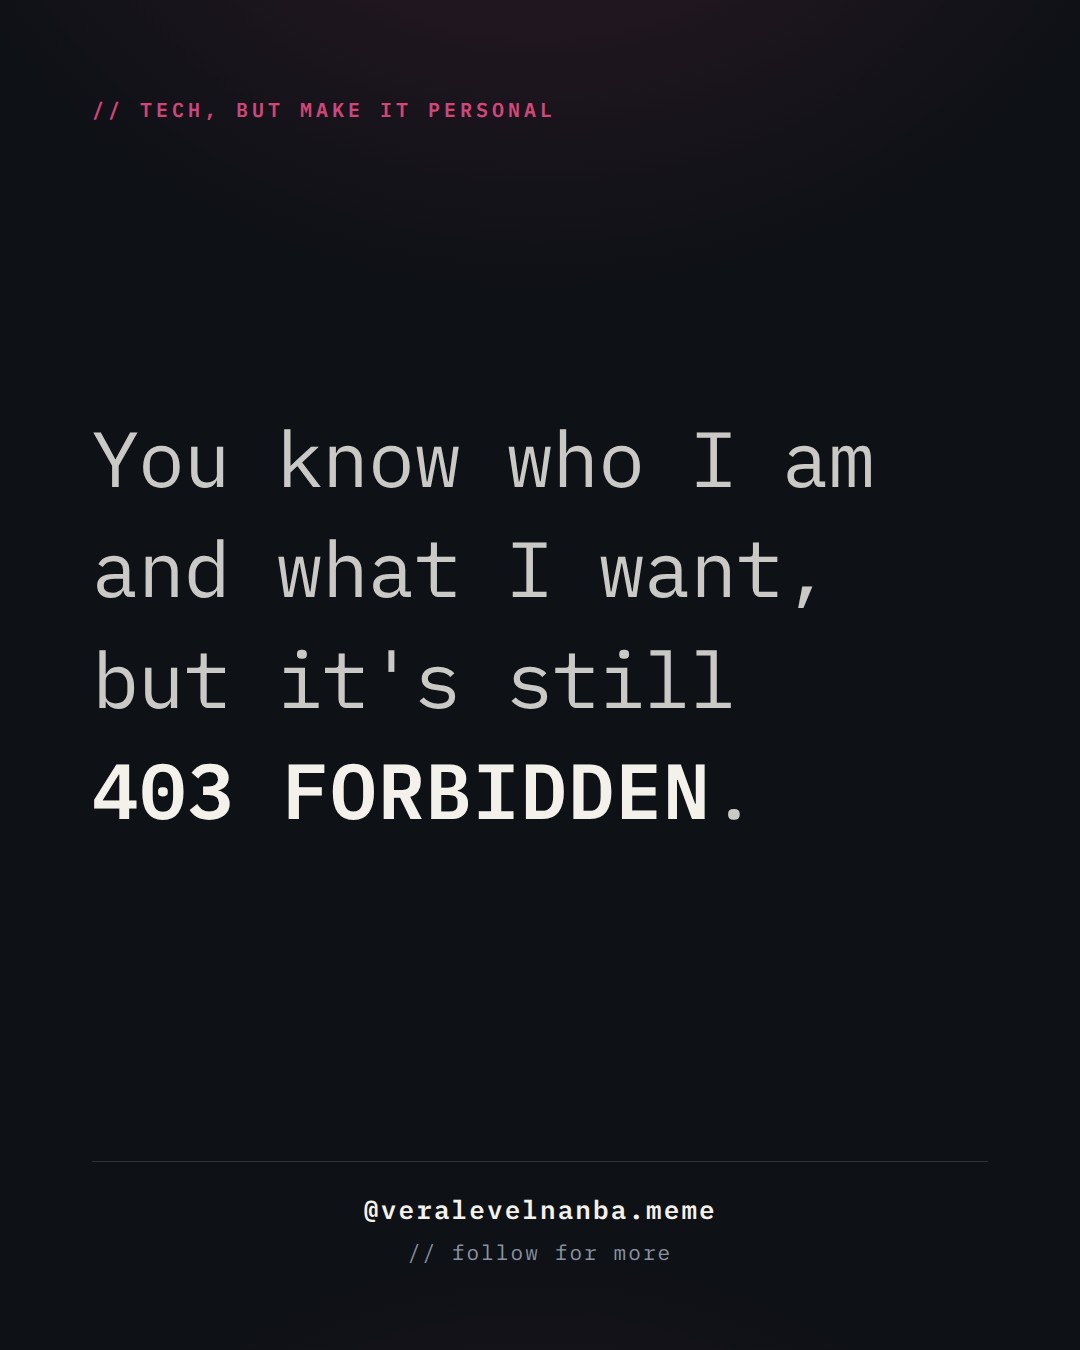 // TECH, BUT MAKE IT PERSONAL
You know who I am
and what I want,
but it's still
403 FORBIDDEN.
@veralevelnanba.meme
// follow for more